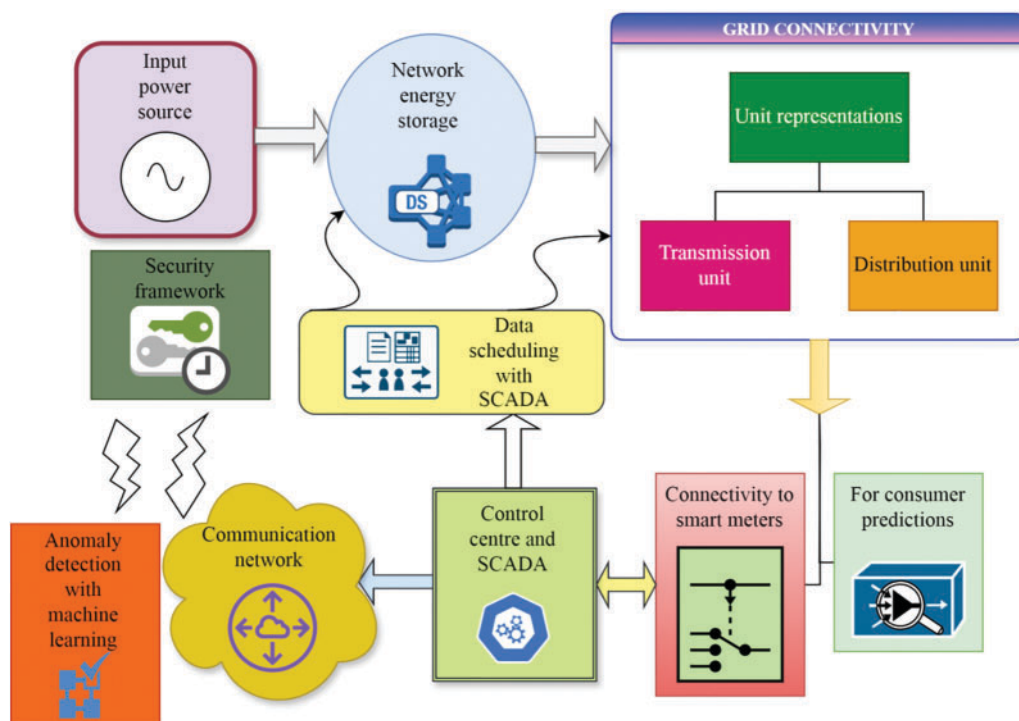 Input
power
source
Network
energy
storage
DS
GRID CONNECTIVITY
Unit representations
Transmission
unit
Distribution unit
Security
framework
Data
scheduling
with
SCADA
Anomaly
detection with
machine
learning
Communication
network
Control
centre and
SCADA
Connectivity to
smart meters
For consumer
predictions